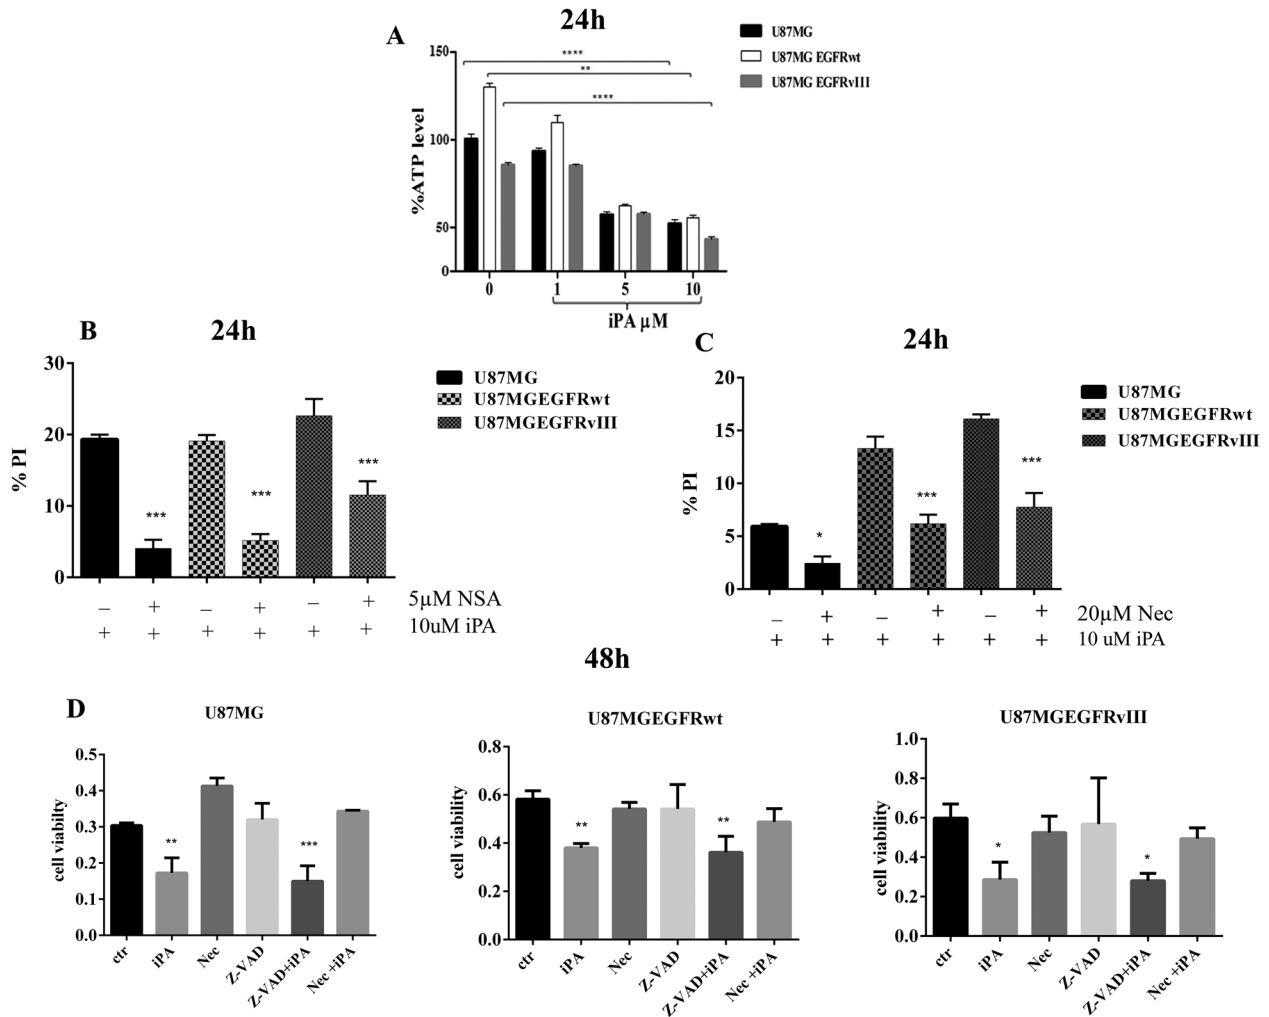 24h
A
U87MG
U87MG EGFRwt
U87MG EGFRvIII
150
100
50
0
%ATP level
****
**
****
0 1 5 10
iPA µM
B
24h
30
20
10
0
% PI
*** *** ***
U87MG
U87MGEGFRwt
U87MGEGFRvIII
– + – + – + 5µM NSA
+ + + + + + 10uM iPA
C
24h
20
15
10
5
0
% PI
* *** ***
U87MG
U87MGEGFRwt
U87MGEGFRvIII
– + – + – + 20µM Nec
+ + + + + + 10 uM iPA
48h
D
U87MG
0.5
0.4
0.3
0.2
0.1
0.0
cell viability
** ***
ctr iPA Nec Z-VAD Z-VAD+iPA Nec +iPA
U87MGEGFRwt
0.8
0.6
0.4
0.2
0.0
cell viability
** **
ctr iPA Nec Z-VAD Z-VAD+iPA Nec +iPA
U87MGEGFRvIII
1.0
0.8
0.6
0.4
0.2
0.0
cell viability
* *
ctr iPA Nec Z-VAD Z-VAD+iPA Nec +iPA